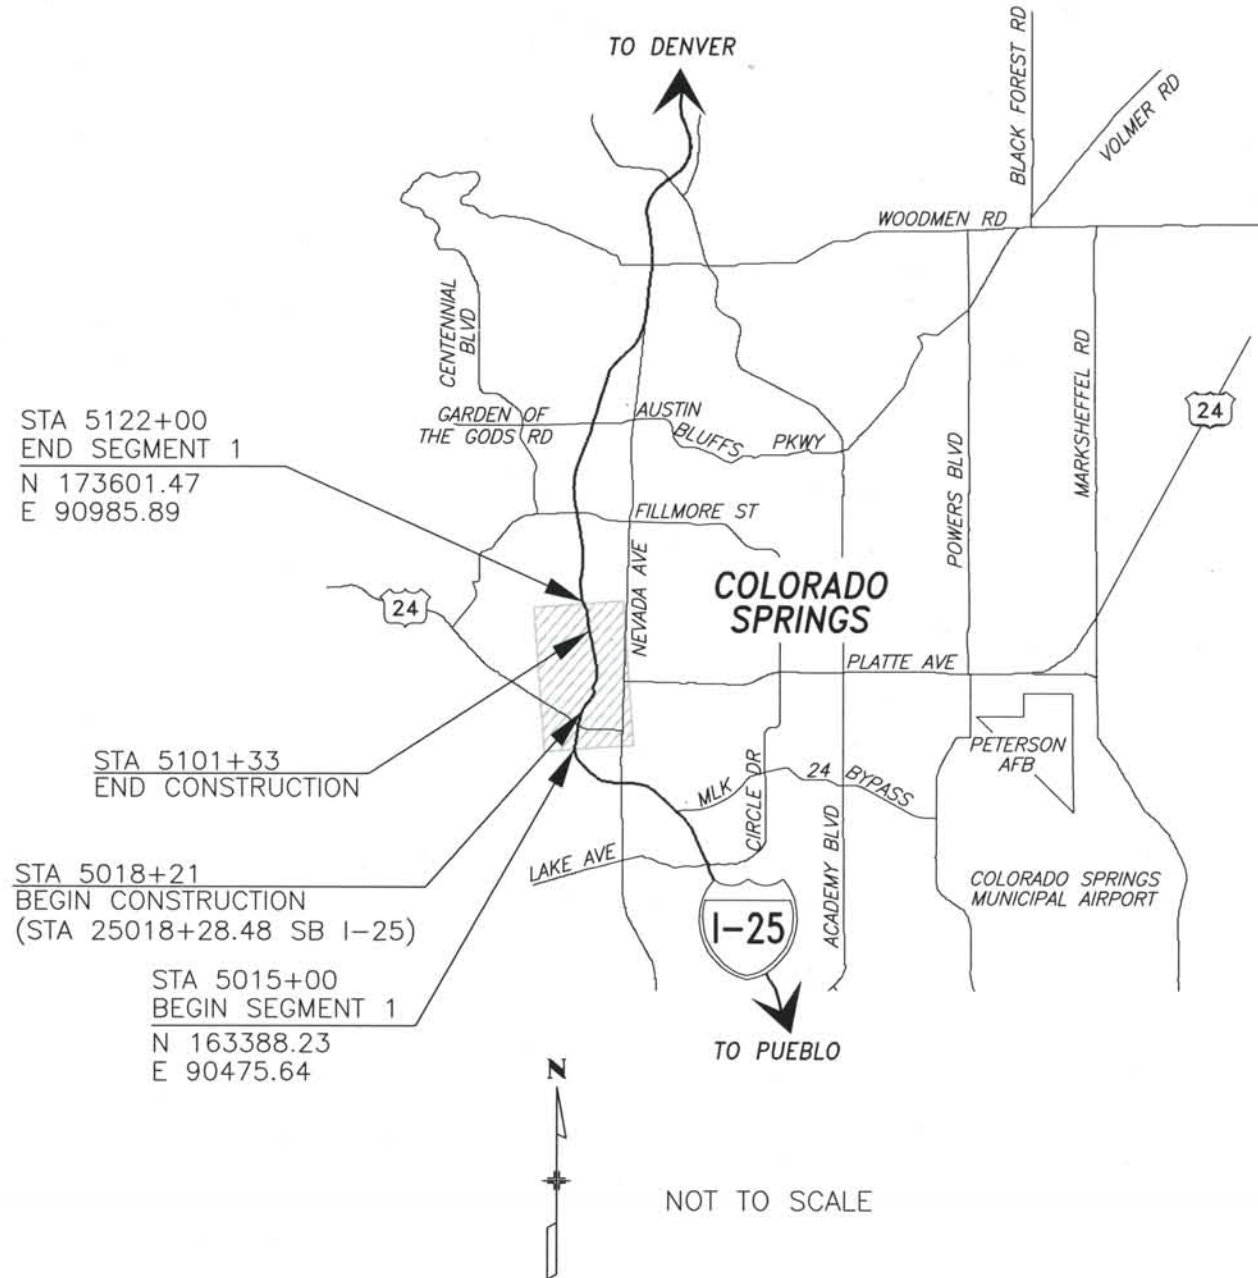 TO DENVER
BLACK FOREST RD
VOLMER RD
WOODMEN RD
CENTENNIAL
BLVD
MARKSHEFFEL RD
24
STA 5122+00
END SEGMENT 1
N 173601.47
E 90985.89
GARDEN OF
THE GODS RD
AUSTIN
BLUFFS
PKWY
POWERS BLVD
FILLMORE ST
NEVADA AVE
COLORADO
SPRINGS
24
PLATTE AVE
STA 5101+33
END CONSTRUCTION
PETERSON
AFB
MLK
24
BYPASS
CIRCLE DR
ACADEMY BLVD
LAKE AVE
STA 5018+21
BEGIN CONSTRUCTION
(STA 25018+28.48 SB I-25)
COLORADO SPRINGS
MUNICIPAL AIRPORT
I-25
STA 5015+00
BEGIN SEGMENT 1
N 163388.23
E 90475.64
TO PUEBLO
N
NOT TO SCALE